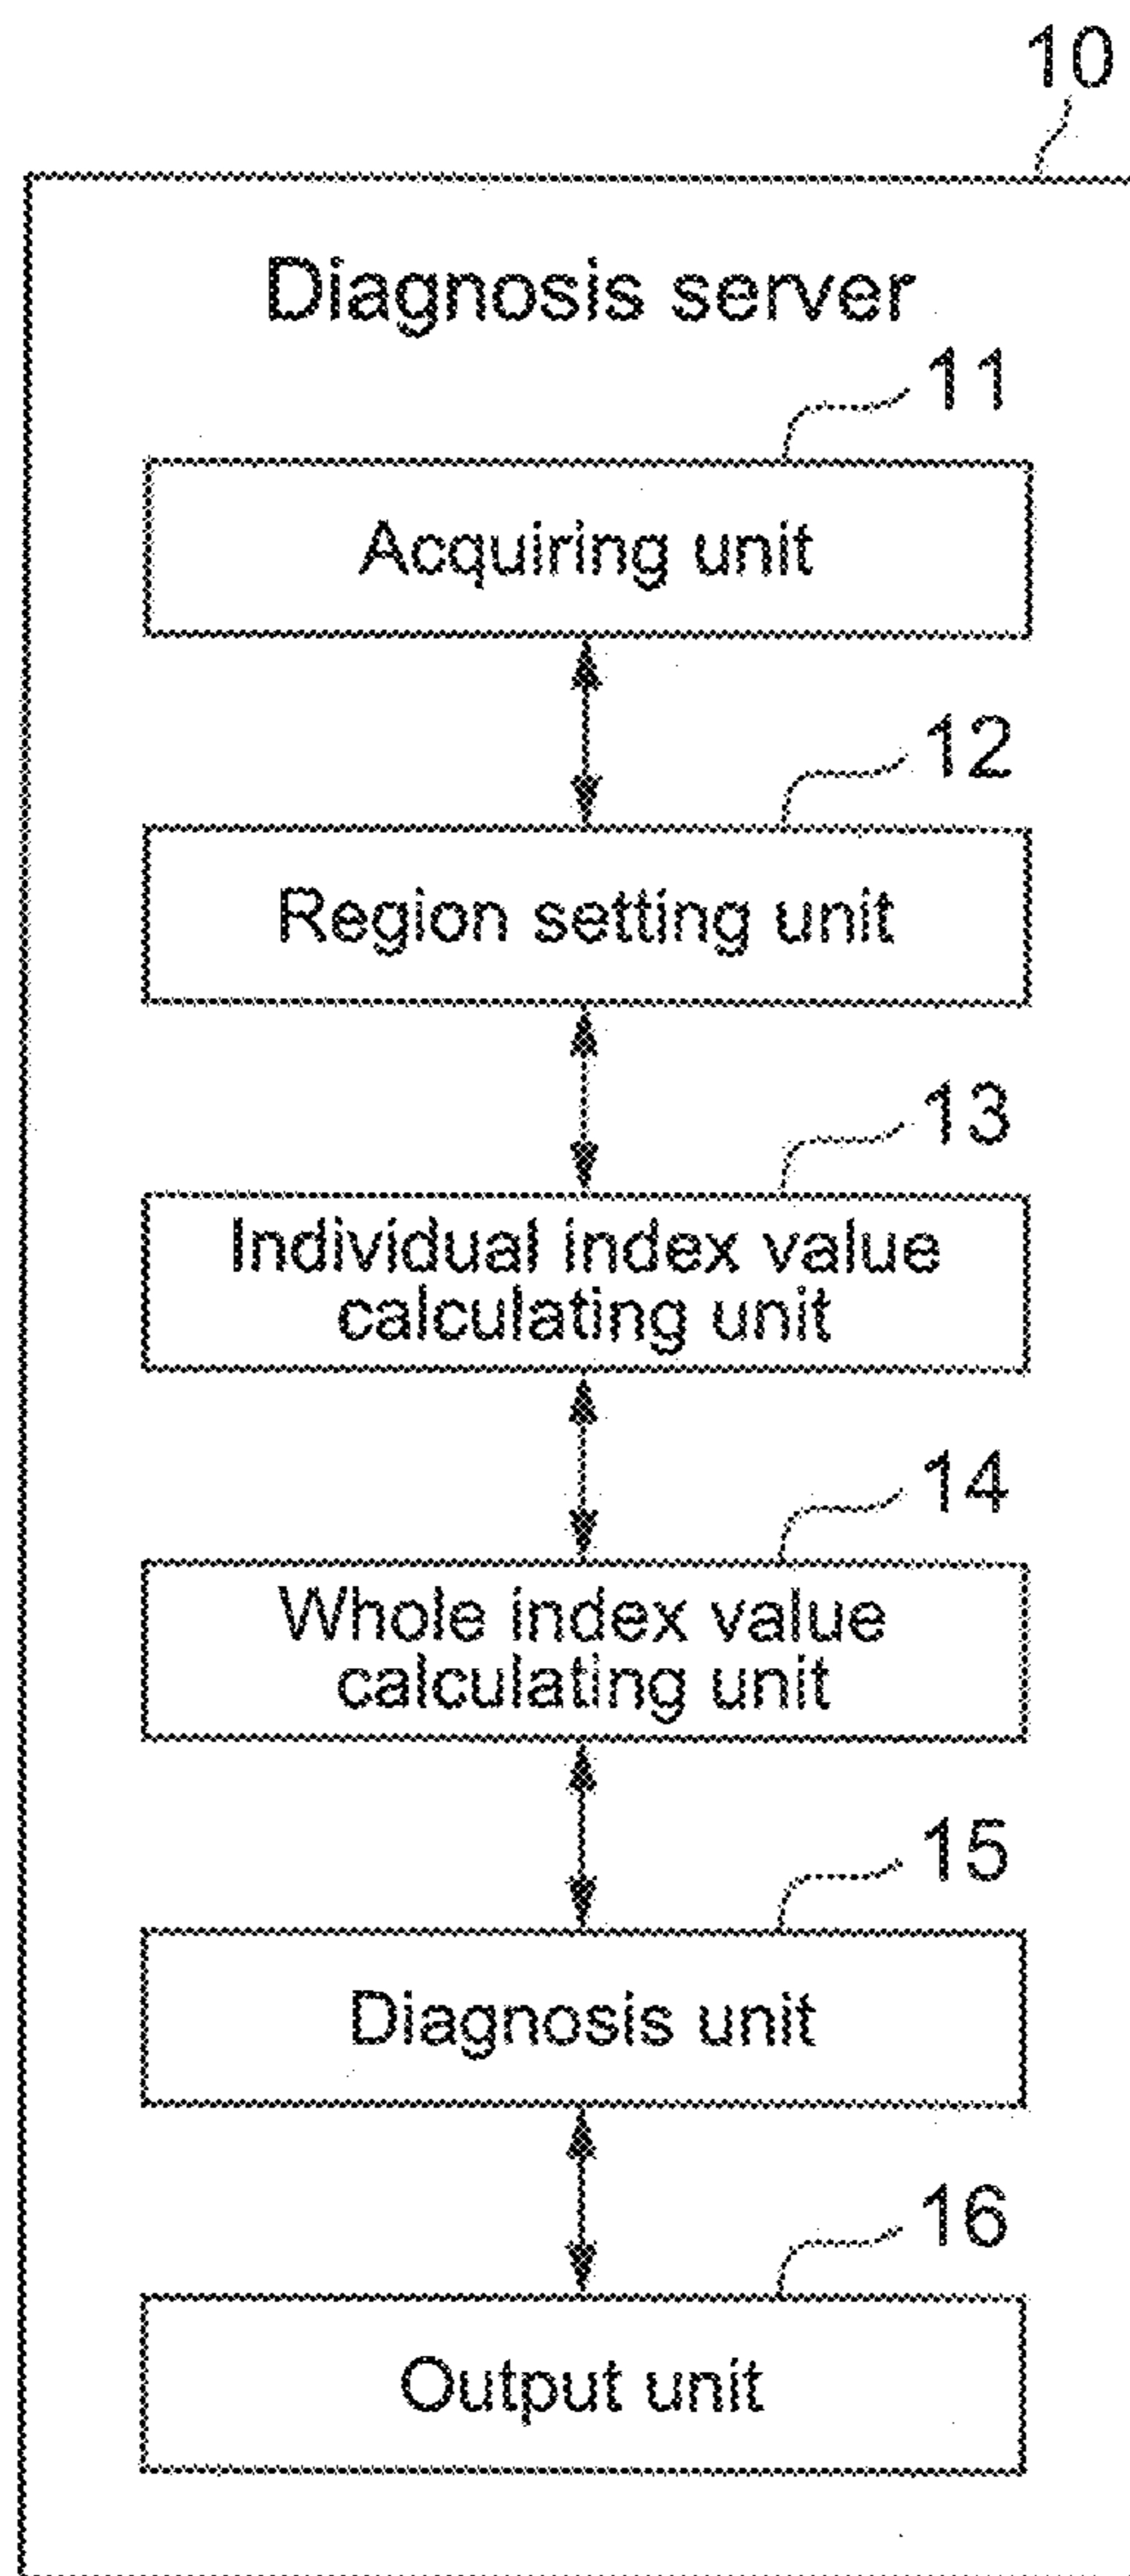 10
Diagnosis server
11
Acquiring unit
12
Region setting unit
13
Individual index value
calculating unit
14
Whole index value
calculating unit
15
Diagnosis unit
16
Output unit